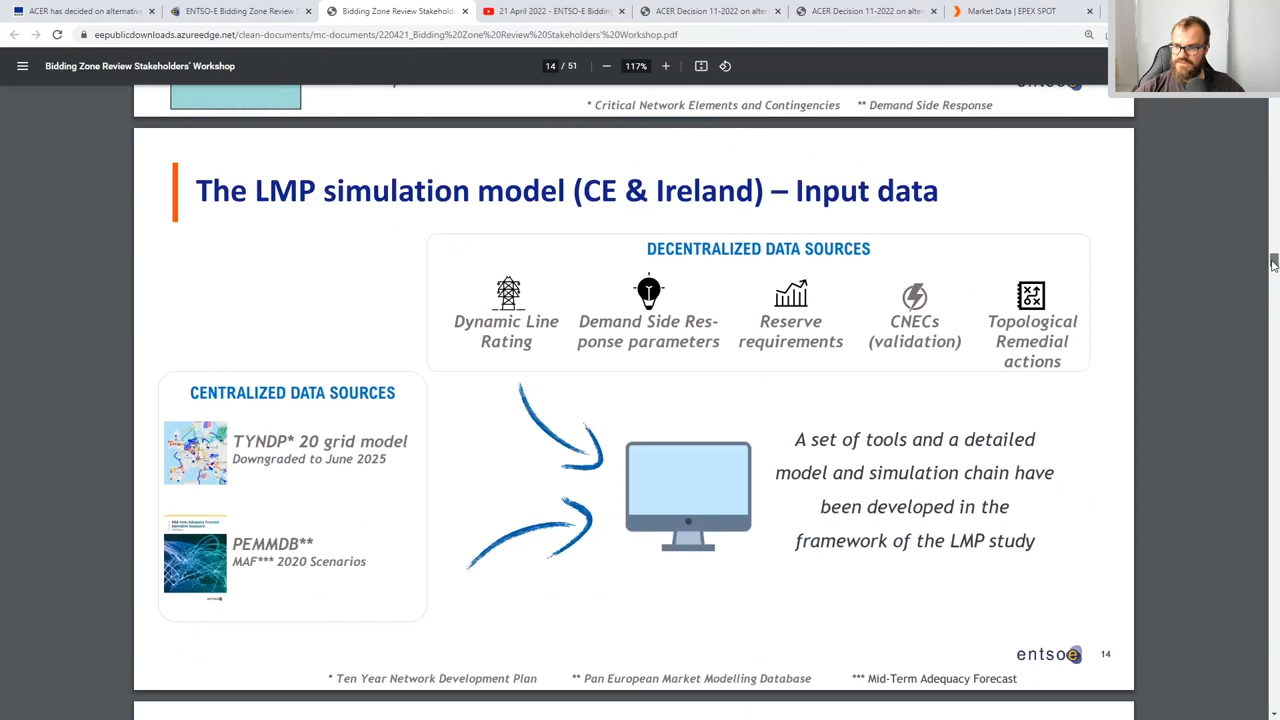 ACER has decided on alternative
ENTSO-E Bidding Zone Review S
Bidding Zone Review Stakeholde
21 April 2022 - ENTSO-E Bidding
ACER Decision 11-2022 on alter
ACER Decision 11-2022 on alter
Market Data | EPEX SPOT
eepublicdownloads.azureedge.net/clean-documents/mc-documents/220421_Bidding%20Zone%20Review%20Stakeholders'%20Workshop.pdf
Bidding Zone Review Stakeholders' Workshop
14 / 51
117%
* Critical Network Elements and Contingencies
** Demand Side Response
The LMP simulation model (CE & Ireland) – Input data
DECENTRALIZED DATA SOURCES
Dynamic Line
Rating
Demand Side Res-
ponse parameters
Reserve
requirements
CNECs
(validation)
Topological
Remedial
actions
CENTRALIZED DATA SOURCES
TYNDP* 20 grid model
Downgraded to June 2025
PEMMDB**
MAF*** 2020 Scenarios
A set of tools and a detailed
model and simulation chain have
been developed in the
framework of the LMP study
entsoe
14
* Ten Year Network Development Plan
** Pan European Market Modelling Database
*** Mid-Term Adequacy Forecast